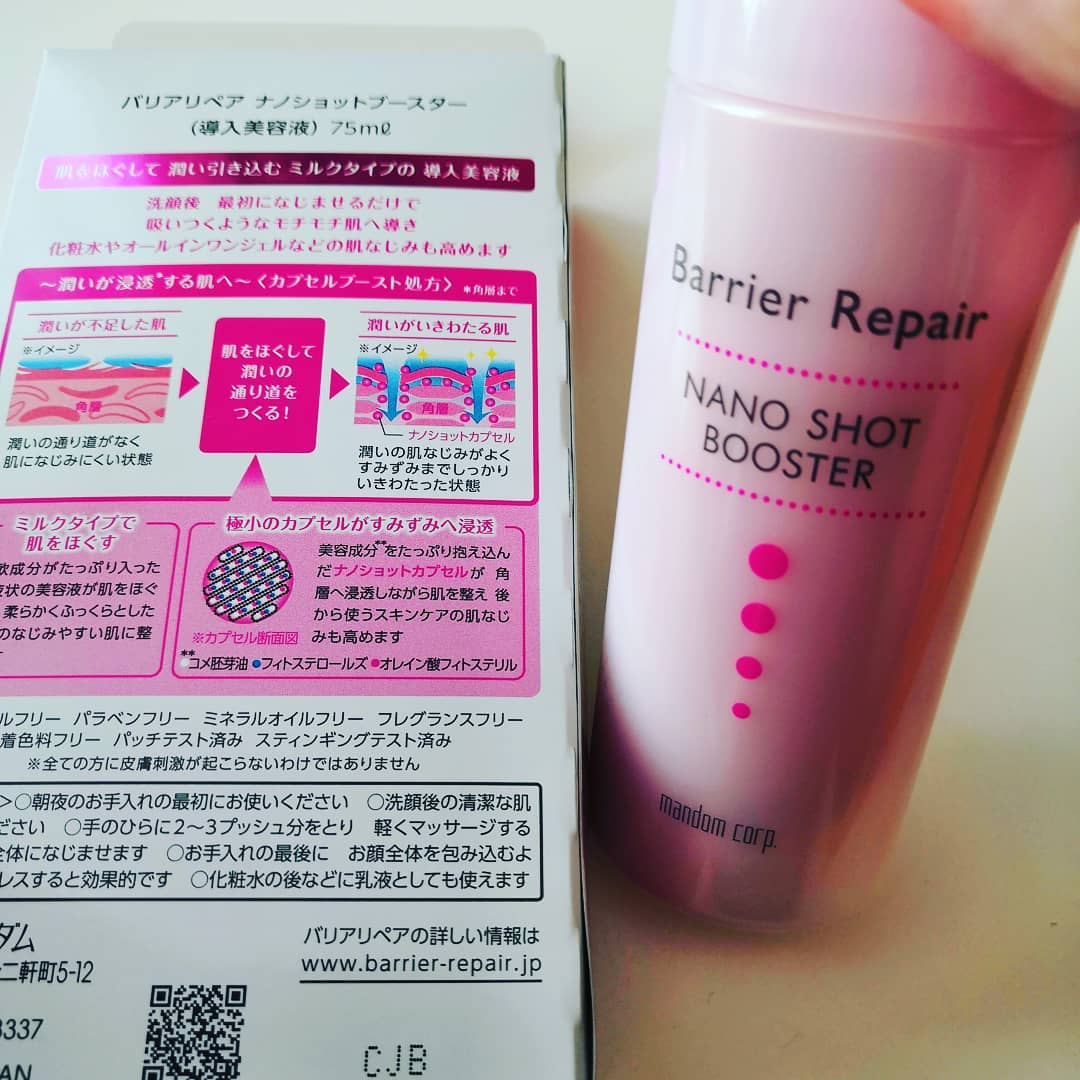 バリアリペア ナノショットブースター
(導入美容液) 75mℓ
肌をほぐして 潤い引き込む ミルクタイプの 導入美容液
洗顔後 最初になじませるだけで
吸いつくようなモチモチ肌へ導き
化粧水やオールインワンジェルなどの肌なじみも高めます
〜潤いが浸透*する肌へ〜〈カプセルブースト処方〉 *角層まで
潤いが不足した肌
※イメージ
角層
潤いの通り道がなく
肌になじみにくい状態
肌をほぐして
潤いの
通り道を
つくる!
潤いがいきわたる肌
※イメージ
角層
ナノショットカプセル
潤いの肌なじみがよく
すみずみまでしっかり
いきわたった状態
ミルクタイプで
肌をほぐす
成分がたっぷり入った
液状の美容液が肌をほぐ
柔らかくふっくらとした
のなじみやすい肌に整
極小のカプセルがすみずみへ浸透
美容成分**をたっぷり抱え込ん
だナノショットカプセルが 角
層へ浸透しながら肌を整え 後
から使うスキンケアの肌なじ
みも高めます
※カプセル断面図
**コメ胚芽油 ●フィトステロールズ ●オレイン酸フィトステリル
ルフリー パラベンフリー ミネラルオイルフリー フレグランスフリー
着色料フリー パッチテスト済み スティンギングテスト済み
※全ての方に皮膚刺激が起こらないわけではありません
>○朝夜のお手入れの最初にお使いください ○洗顔後の清潔な肌
ださい ○手のひらに2〜3プッシュ分をとり 軽くマッサージする
全体になじませます ○お手入れの最後に お顔全体を包み込むよ
レスすると効果的です ○化粧水の後などに乳液としても使えます
ダム
二軒町5-12
3337
AN
バリアリペアの詳しい情報は
www.barrier-repair.jp
CJB
Barrier Repair
NANO SHOT
BOOSTER
mandom corp.